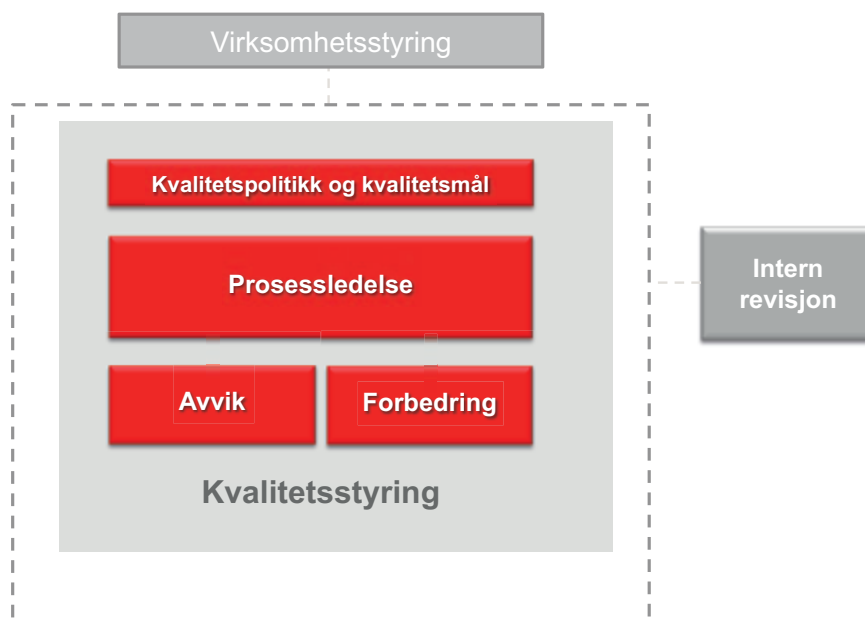 Virksomhetsstyring
Kvalitetspolitikk og kvalitetsmål
Prosessledelse
Intern
revisjon
Avvik
Forbedring
Kvalitetsstyring